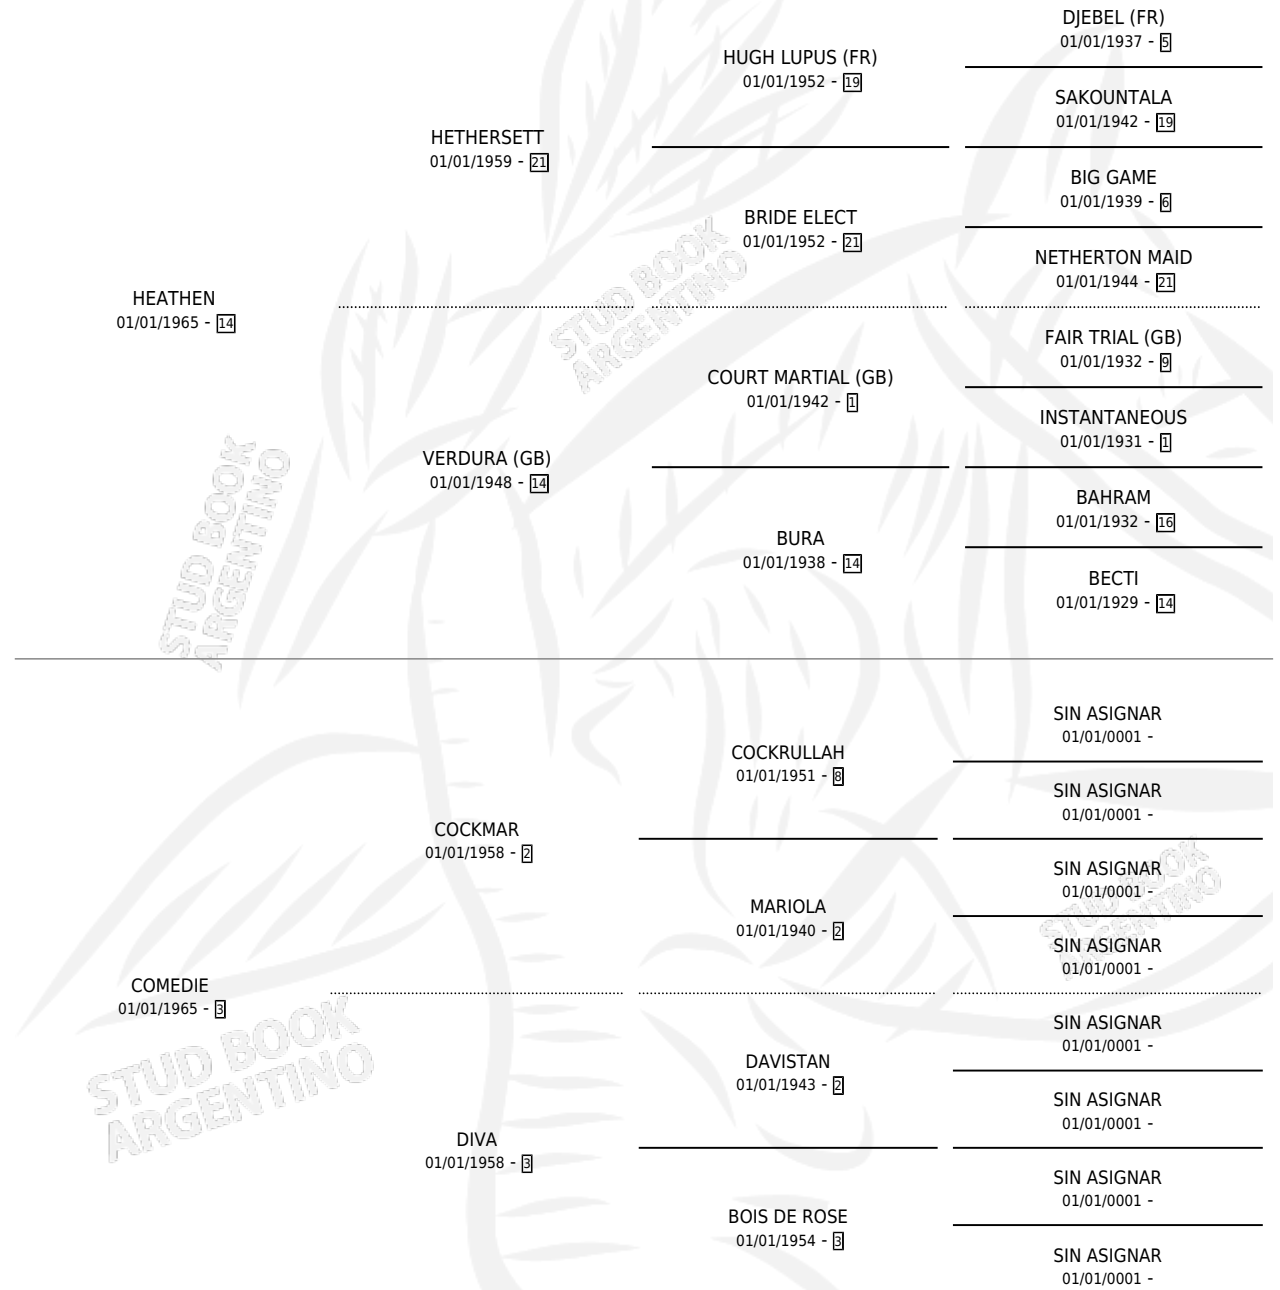 DJEBEL (FR)
01/01/1937 - 5
HUGH LUPUS (FR)
01/01/1952 - 19
SAKOUNTALA
01/01/1942 - 19
HETHERSETT
01/01/1959 - 21
BIG GAME
01/01/1939 - 6
BRIDE ELECT
01/01/1952 - 21
NETHERTON MAID
01/01/1944 - 21
HEATHEN
01/01/1965 - 14
FAIR TRIAL (GB)
01/01/1932 - 9
COURT MARTIAL (GB)
01/01/1942 - 1
INSTANTANEOUS
01/01/1931 - 1
VERDURA (GB)
01/01/1948 - 14
BAHRAM
01/01/1932 - 16
BURA
01/01/1938 - 14
BECTI
01/01/1929 - 14
SIN ASIGNAR
01/01/0001 -
COCKRULLAH
01/01/1951 - 8
SIN ASIGNAR
01/01/0001 -
COCKMAR
01/01/1958 - 2
SIN ASIGNAR
01/01/0001 -
MARIOLA
01/01/1940 - 2
SIN ASIGNAR
01/01/0001 -
COMEDIE
01/01/1965 - 3
SIN ASIGNAR
01/01/0001 -
DAVISTAN
01/01/1943 - 2
SIN ASIGNAR
01/01/0001 -
DIVA
01/01/1958 - 3
SIN ASIGNAR
01/01/0001 -
BOIS DE ROSE
01/01/1954 - 3
SIN ASIGNAR
01/01/0001 -
STUD BOOK
ARGENTINO
STUD BOOK
ARGENTINO
STUD BOOK
ARGENTINO
STUD BOOK
ARGENTINO